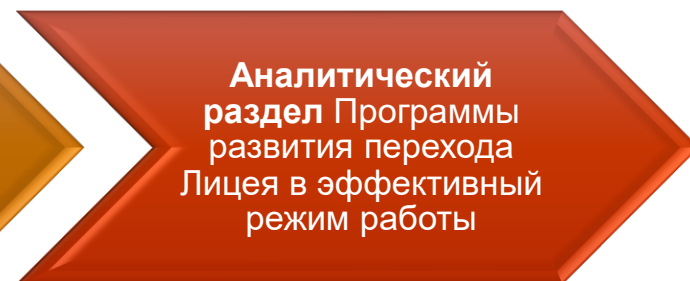 Аналитический
раздел Программы
развития перехода
Лицея в эффективный
режим работы